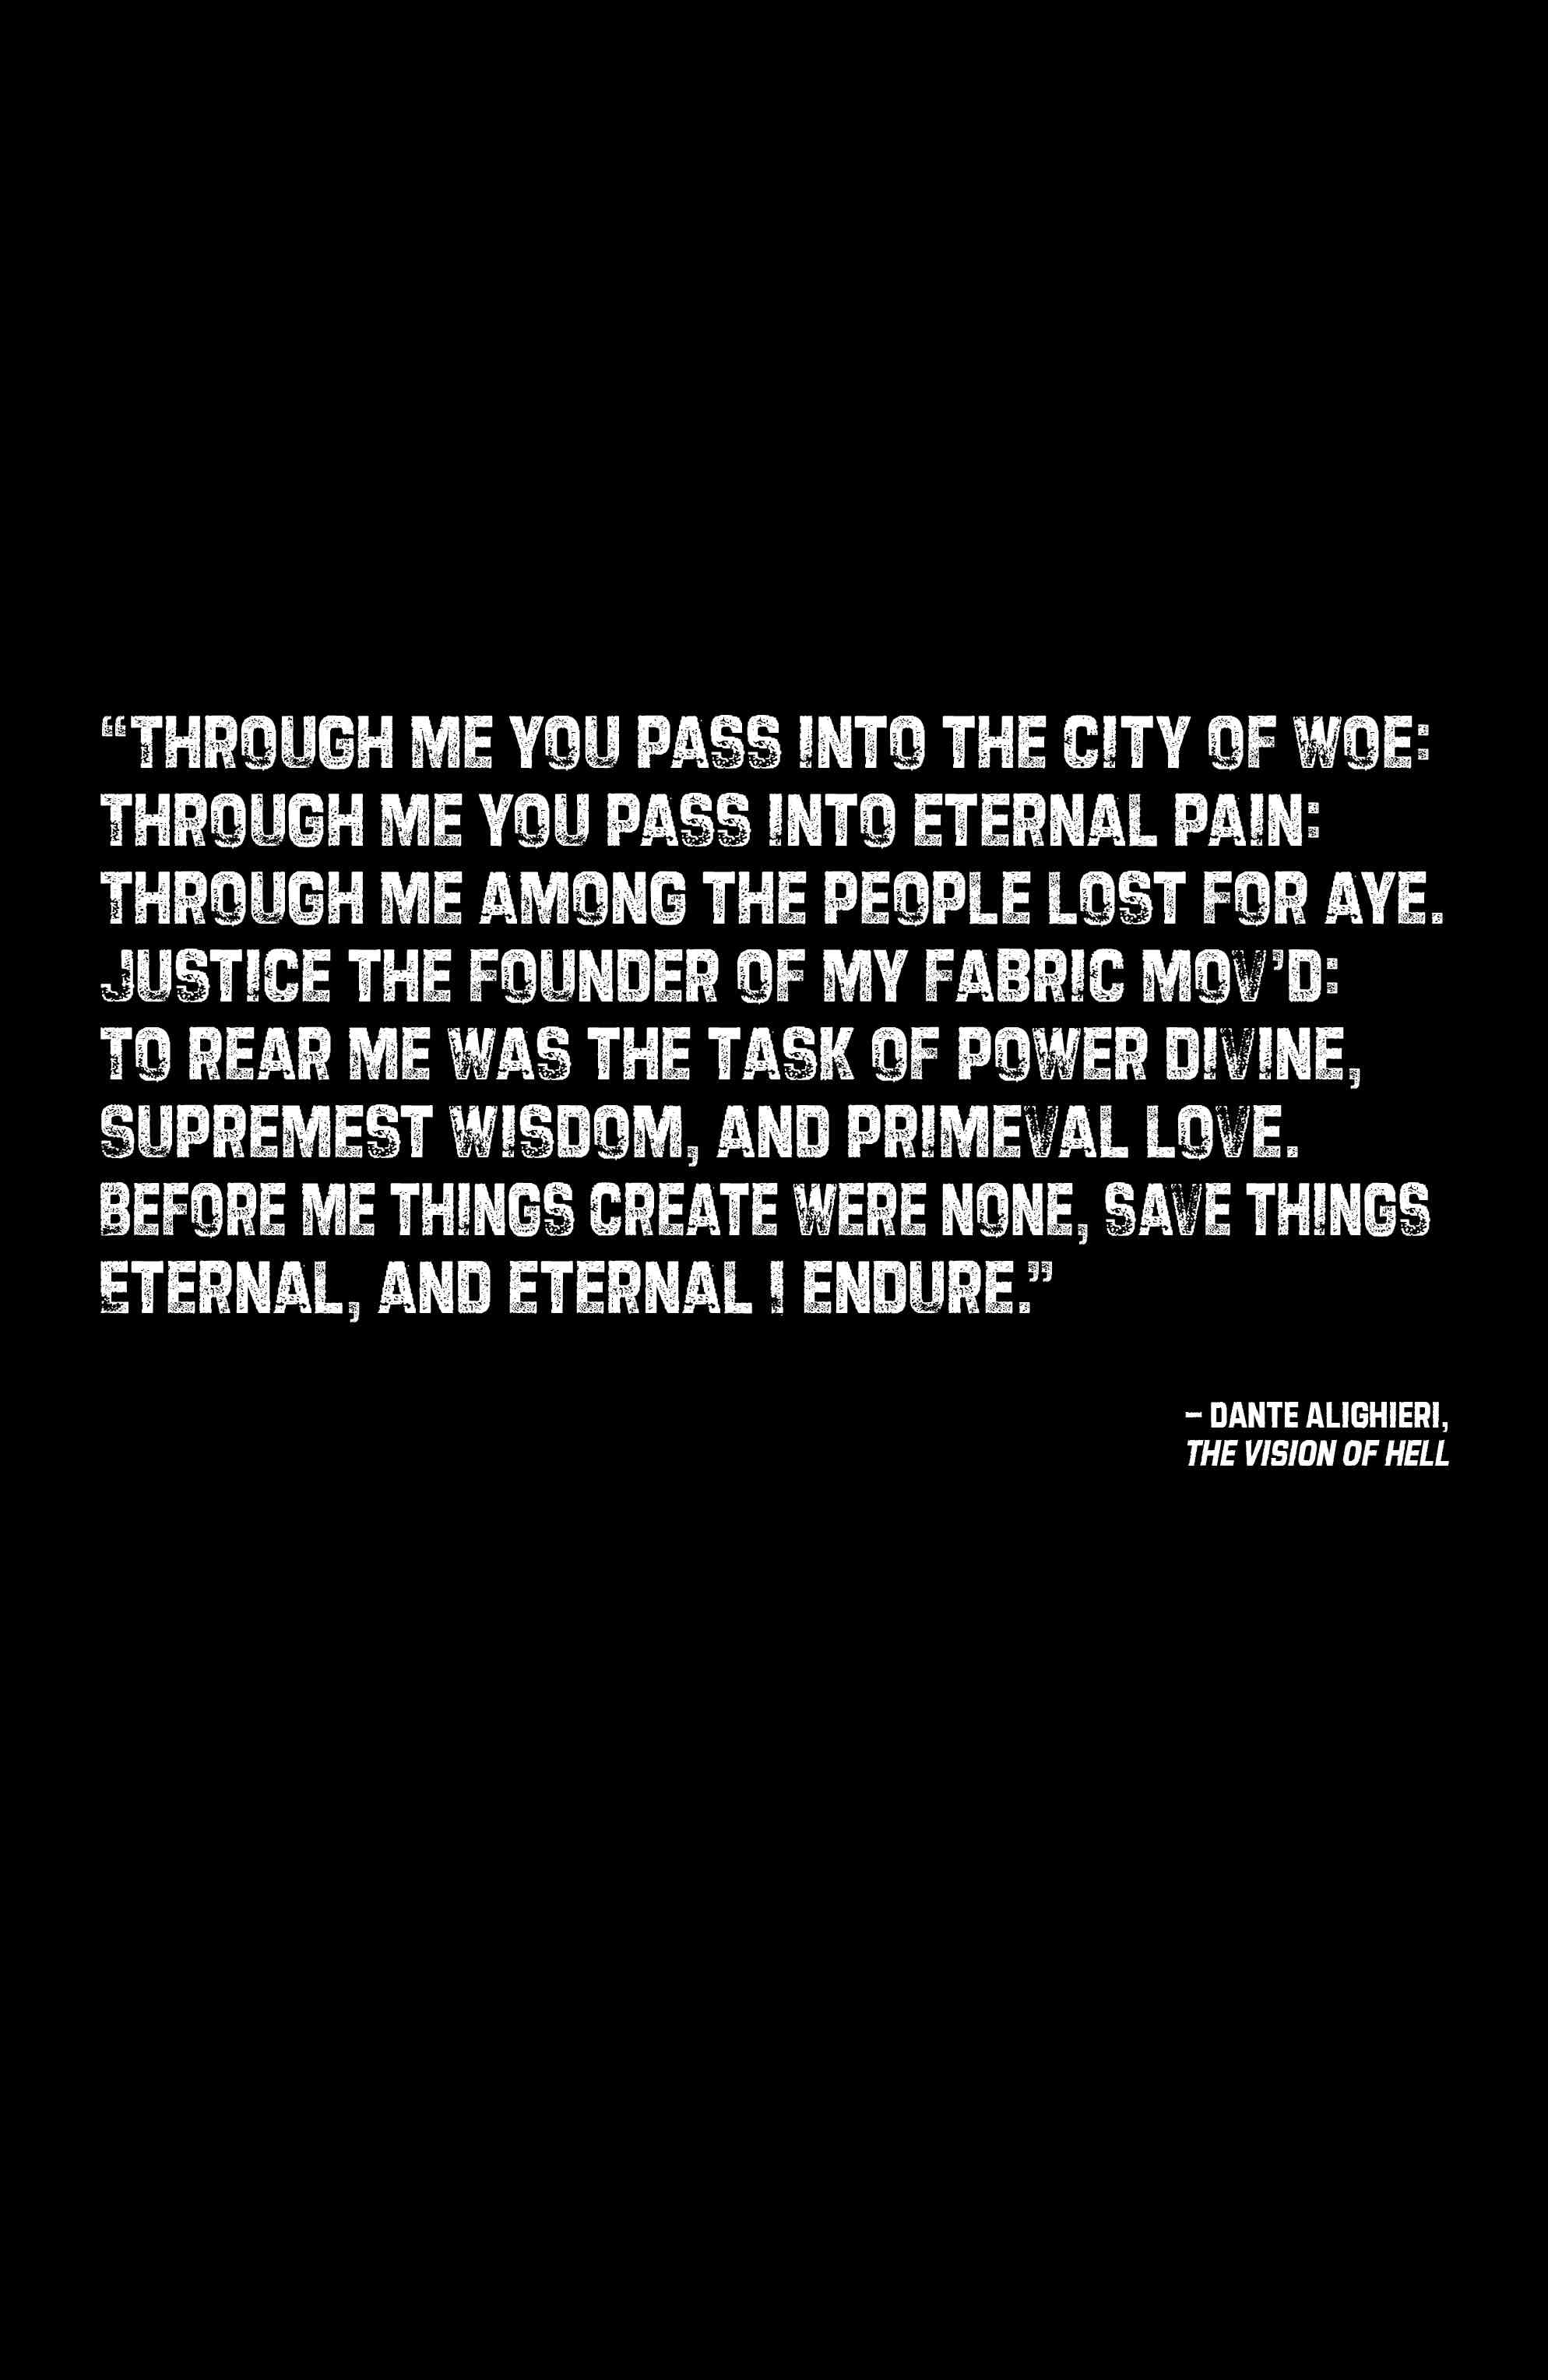 “THROUGH ME YOU PASS INTO THE CITY OF WOE:
THROUGH ME YOU PASS INTO ETERNAL PAIN:
THROUGH ME AMONG THE PEOPLE LOST FOR AYE.
JUSTICE THE FOUNDER OF MY FABRIC MOV’D:
TO REAR ME WAS THE TASK OF POWER DIVINE,
SUPREMEST WISDOM, AND PRIMEVAL LOVE.
BEFORE ME THINGS CREATE WERE NONE, SAVE THINGS
ETERNAL, AND ETERNAL I ENDURE.”
– DANTE ALIGHIERI,
THE VISION OF HELL